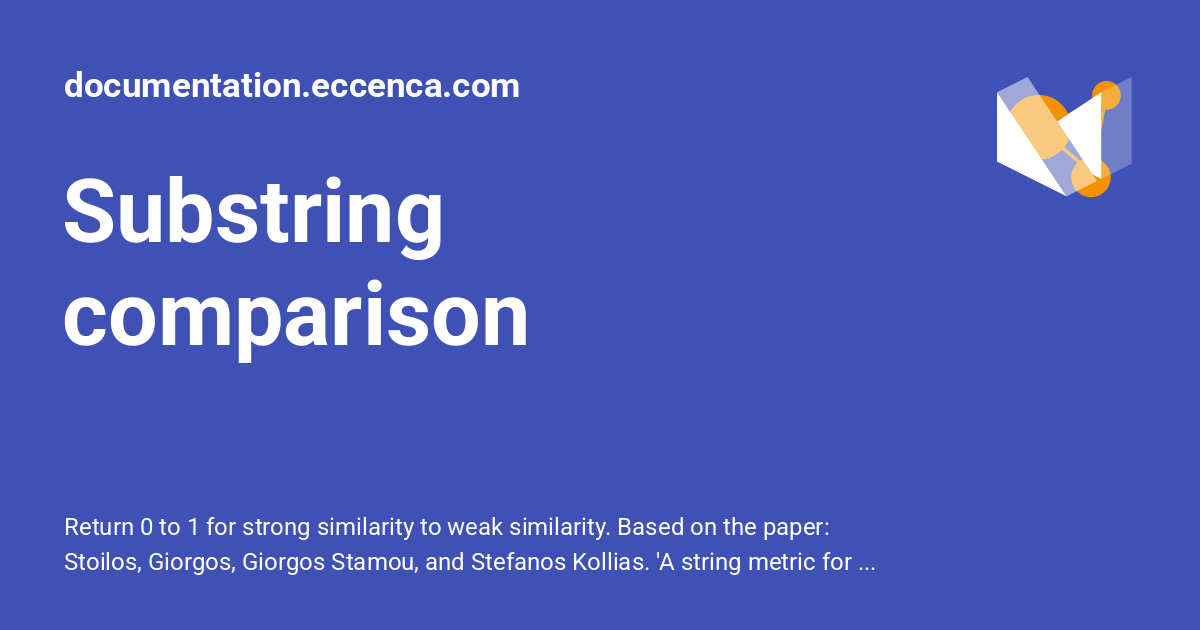 documentation.eccenca.com
Substring
comparison
Return 0 to 1 for strong similarity to weak similarity. Based on the paper:
Stoilos, Giorgos, Giorgos Stamou, and Stefanos Kollias. 'A string metric for ...